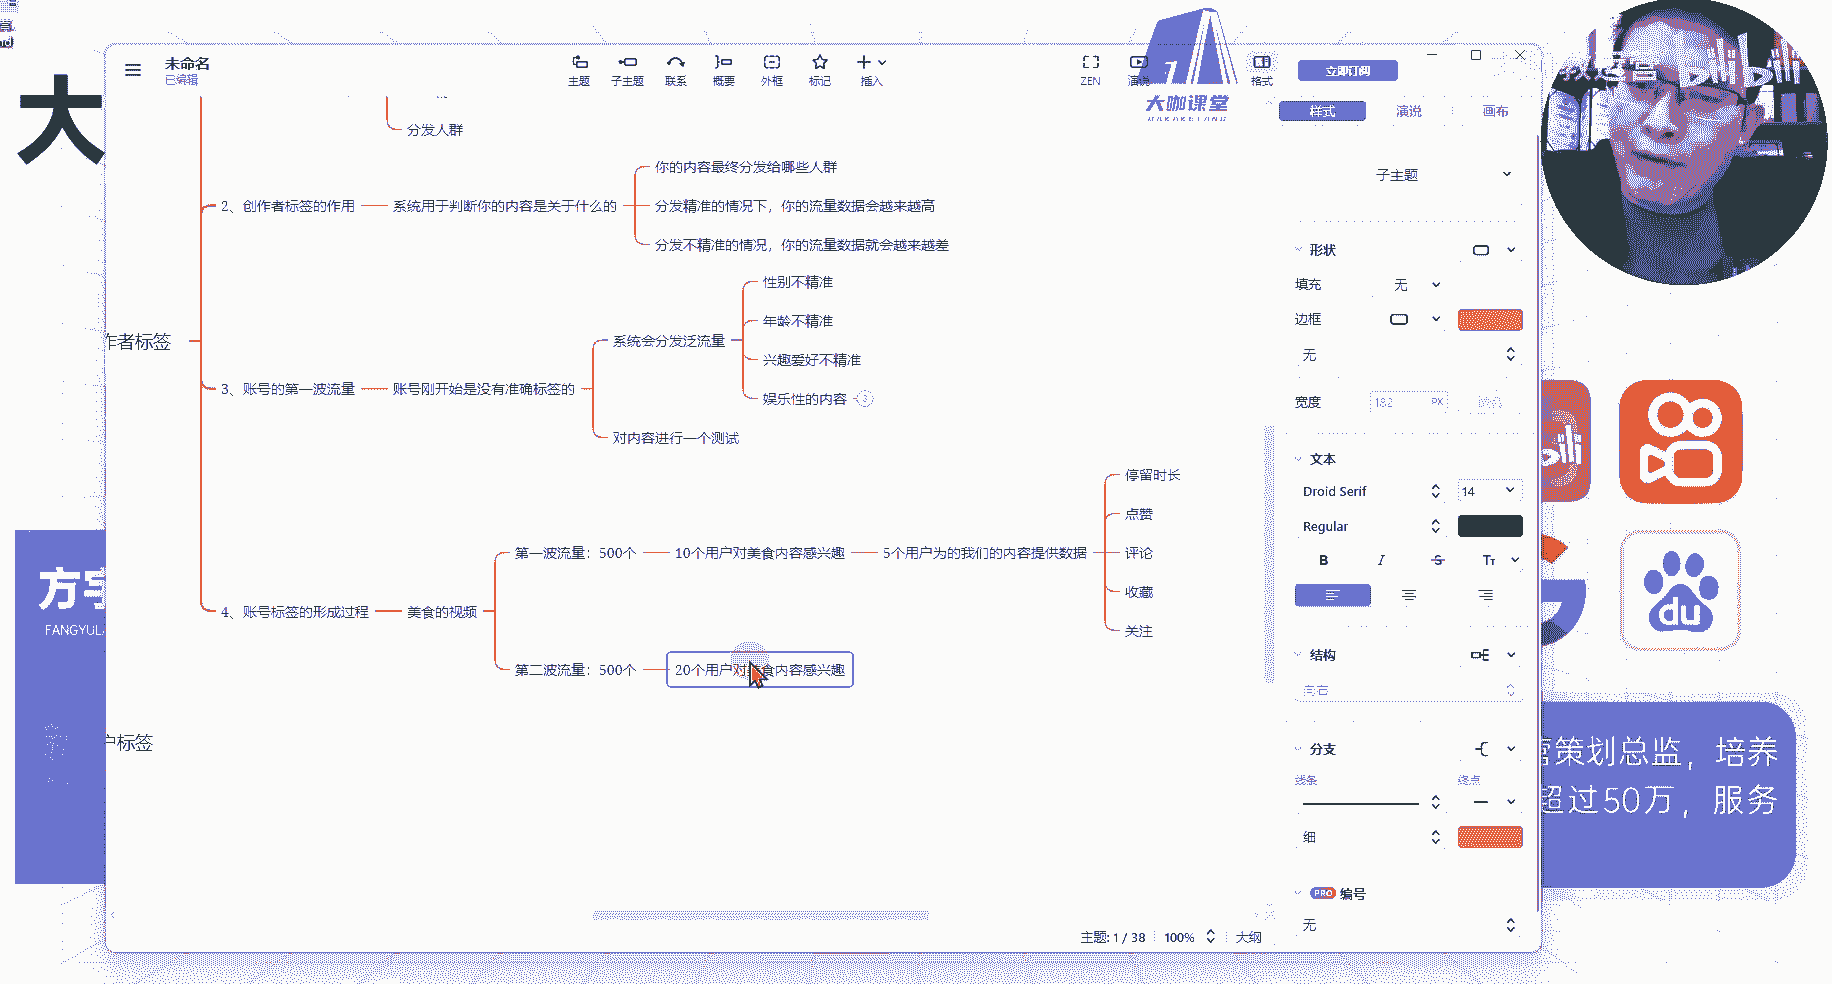 大
未命名
已编辑
主题
子主题
联系
概要
外框
标记
插入
ZEN
演说
格式
立即订阅
大咖课堂
DAKAKETANG
样式
演说
画布
分发人群
你的内容最终分发给哪些人群
2、创作者标签的作用
系统用于判断你的内容是关于什么的
分发精准的情况下，你的流量数据会越来越高
分发不精准的情况，你的流量数据就会越来越差
性别不精准
年龄不精准
作者标签
系统会分发泛流量
兴趣爱好不精准
3、账号的第一波流量
账号刚开始是没有准确标签的
娱乐性的内容
3
对内容进行一个测试
停留时长
点赞
第一波流量：500个
10个用户对美食内容感兴趣
5个用户为的我们的内容提供数据
评论
收藏
4、账号标签的形成过程
美食的视频
关注
第二波流量：500个
20个用户对美食内容感兴趣
户标签
子主题
形状
填充
无
边框
无
宽度
182
PX
文本
Droid Serif
14
Regular
B
I
S
Tт
结构
向右
分支
线条
终点
细
PRO
编号
无
主题: 1 / 38
100%
大纲
方宇
FANGYUL
bilibili
du
营策划总监，培养
超过50万，服务